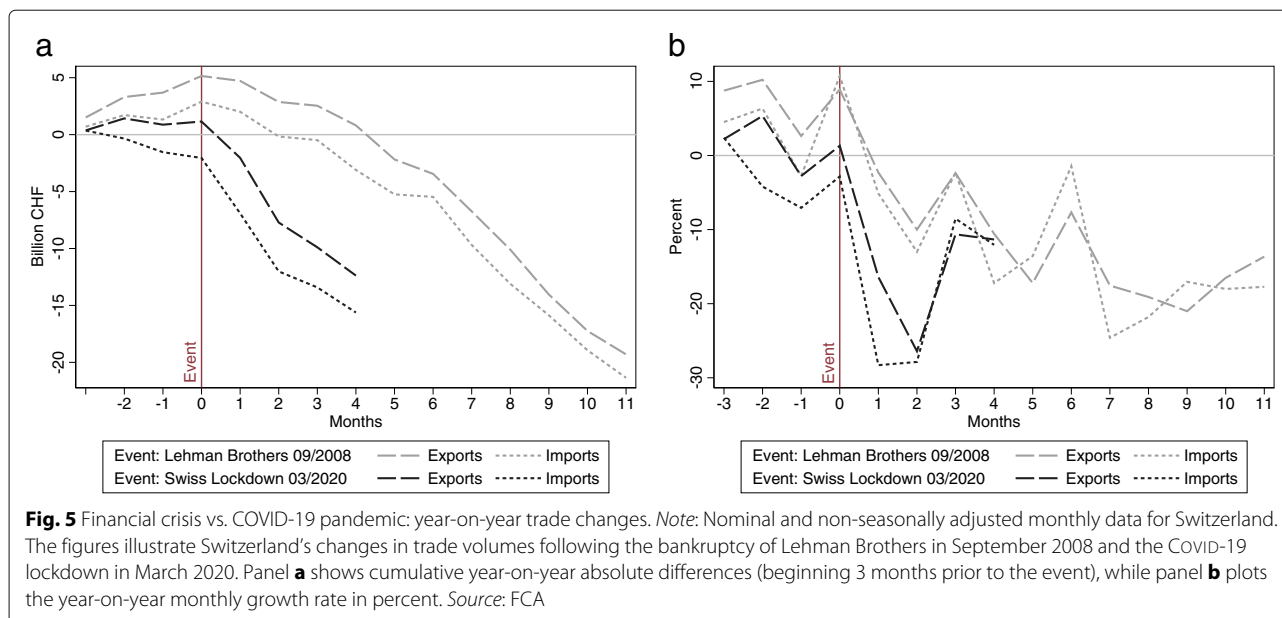 a
b
5
0
-5
-10
-15
-20
Billion CHF
Event
-2 -1 0 1 2 3 4 5 6 7 8 9 10 11
Months
10
0
-10
-20
-30
Percent
Event
-3 -2 -1 0 1 2 3 4 5 6 7 8 9 10 11
Months
Event: Lehman Brothers 09/2008 Exports Imports
Event: Swiss Lockdown 03/2020 Exports Imports
Event: Lehman Brothers 09/2008 Exports Imports
Event: Swiss Lockdown 03/2020 Exports Imports
Fig. 5 Financial crisis vs. COVID-19 pandemic: year-on-year trade changes. Note: Nominal and non-seasonally adjusted monthly data for Switzerland.
The figures illustrate Switzerland's changes in trade volumes following the bankruptcy of Lehman Brothers in September 2008 and the COVID-19
lockdown in March 2020. Panel a shows cumulative year-on-year absolute differences (beginning 3 months prior to the event), while panel b plots
the year-on-year monthly growth rate in percent. Source: FCA